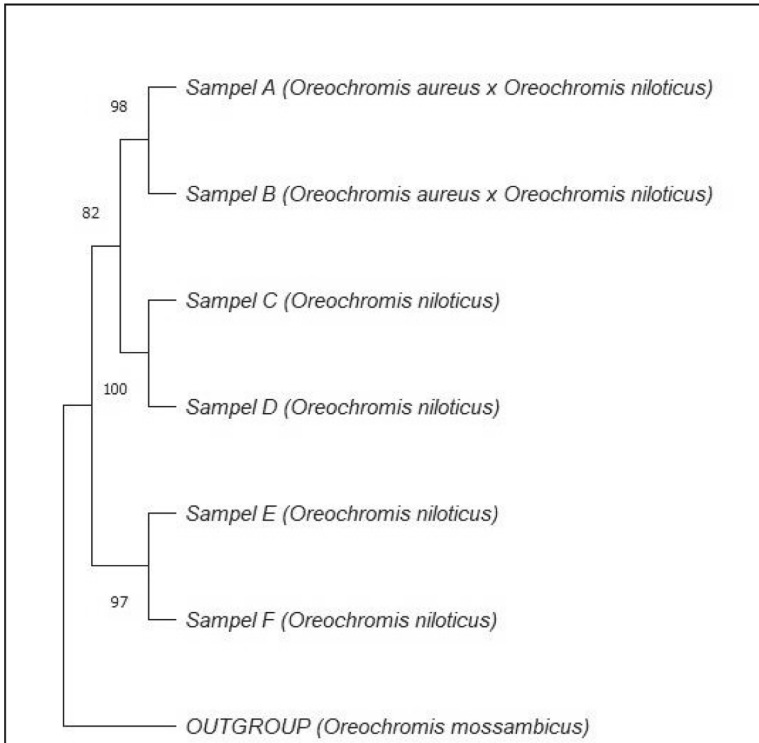 98
Sampel A (Oreochromis aureus x Oreochromis niloticus)
Sampel B (Oreochromis aureus x Oreochromis niloticus)
82
Sampel C (Oreochromis niloticus)
100
Sampel D (Oreochromis niloticus)
Sampel E (Oreochromis niloticus)
97
Sampel F (Oreochromis niloticus)
OUTGROUP (Oreochromis mossambicus)